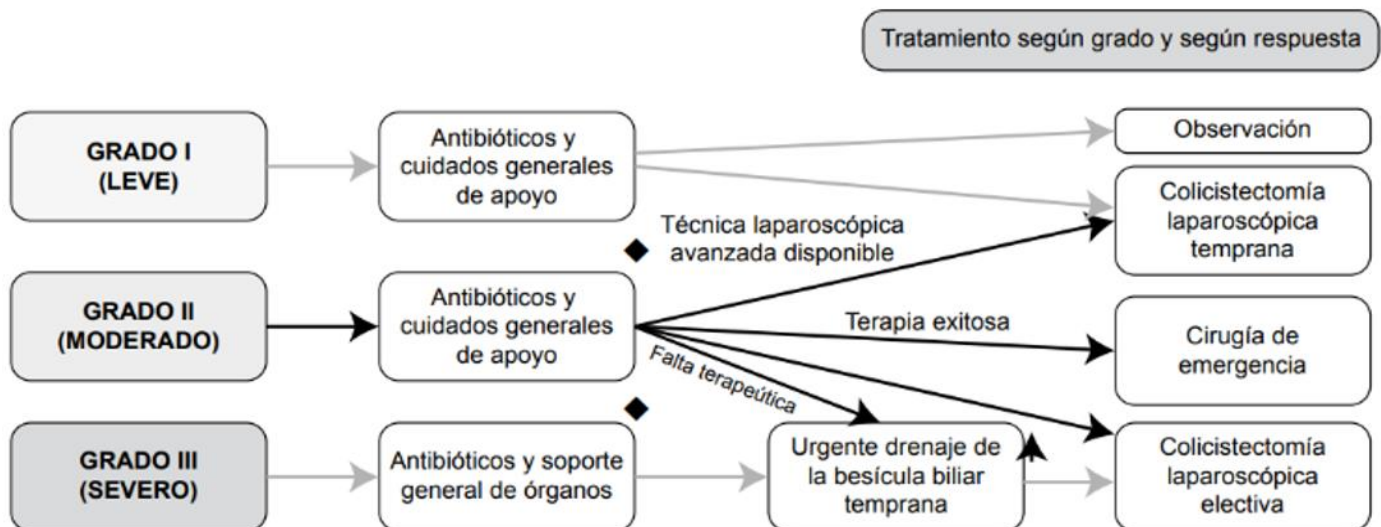 Tratamiento según grado y según respuesta
GRADO I
(LEVE)
Antibióticos y
cuidados generales
de apoyo
Observación
Colicistectomía
laparoscópica
temprana
Técnica laparoscópica
avanzada disponible
GRADO II
(MODERADO)
Antibióticos y
cuidados generales
de apoyo
Terapia exitosa
Cirugía de
emergencia
Falta terapeútica
GRADO III
(SEVERO)
Antibióticos y soporte
general de órganos
Urgente drenaje de
la besícula biliar
temprana
Colicistectomía
laparoscópica
electiva